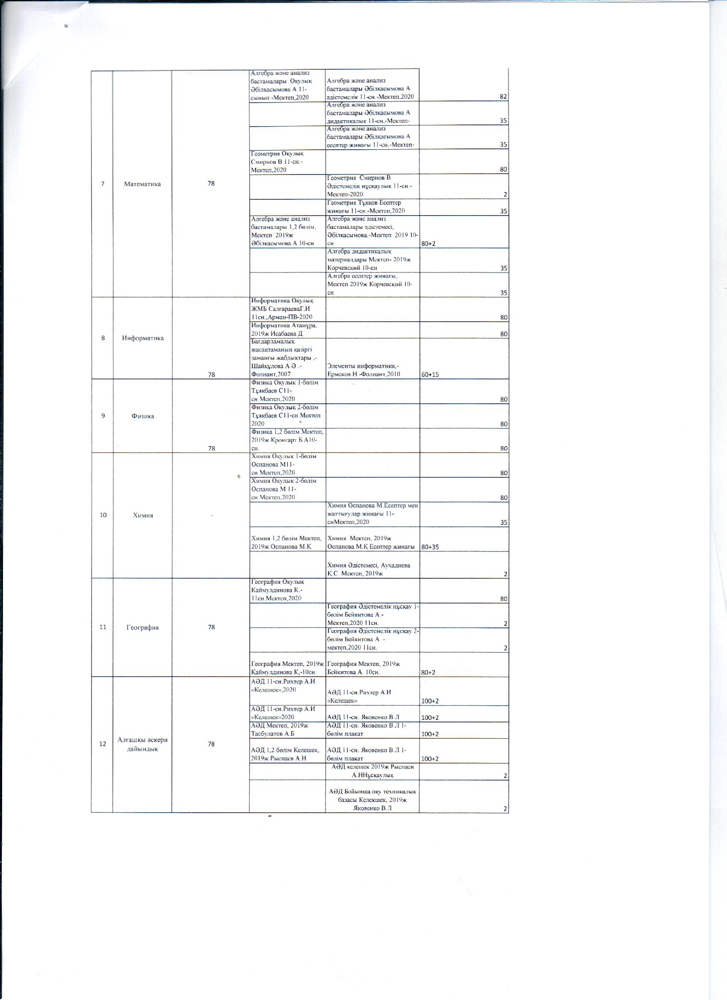 Алгебра және анализ
бастамалары Оқулық
Әбілқасымова А 11-
сынып.-Мектеп,2020
Алгебра және анализ
бастамалары Әбілқасымова А
әдістемелік 11-сн.-Мектеп,2020
82
Алгебра және анализ
бастамалары Әбілқасымова А
дидактикалык 11-сн,-Мектеп-
35
Алгебра және анализ
бастамалары Әбілқасымова А
есептер жинағы 11-сн.-Мектеп-
35
Геометрия Оқулық
Смирнов В 11-сн.-
Мектеп,2020
80
7
Математика
78
Геометрия Смирнов В
Әдістемелік нұсқаулық 11-сн.-
Мектеп-2020
2
Геометрия Тұяқов Есептер
жинағы 11-сн.-Мектеп,2020
35
Алгебра және анализ
бастамалары 1,2 бөлім,
Мектеп 2019ж
Әбілқасымова.А 10-сн
Алгебра және анализ
бастамалары әдістемесі,
Әбілқасымова.-Мектеп 2019 10-
сн
80+2
Алгебра дидактикалық
материалдары Мектеп- 2019ж
Корчевский 10-сн
35
Алгебра есептер жинағы,
Мектеп 2019ж Корчевский 10-
сн
35
Информатика Оқулық
ЖМБ СалғараеваГ.И
11сн.,Арман-ПВ-2020
80
8
Информатика
78
Информатика Атамұра,
2019ж Исабаева Д.
80
Бағдарламалық
жасақтаманың қазіргі
заманғы жабдықтары ,-
Шайқұлова А.Ә .-
Фолиант,2007
Элементы информатики,-
Ермеков Н.-Фолиант,2010
60+15
Физика Оқулык 1-бөлім
Тұяқбаев С11-
сн.Мектеп,2020
80
9
Физика
78
Физика Оқулык 2-бөлім
Тұяқбаев С11-сн.Мектеп
2020
80
Физика 1,2 бөлім Мектеп,
2019ж Кронгарт Б А10-
сн.
80
Химия Оқулық 1-бөлім
Оспанова М11-
сн.Мектеп,2020
80
Химия Оқулық 2-бөлім
Оспанова М 11-
сн.Мектеп,2020
80
10
Химия
-
Химия Оспанова М.Есептер мен
жаттығулар жинағы 11-
снМектеп,2020
35
Химия 1,2 бөлім Мектеп,
2019ж Оспанова М.Қ
Химия Мектеп, 2019ж
Оспанова М.Қ Есептер жинағы
80+35
Химия Әдістемесі, Аухадиева
Қ.С Мектеп, 2019ж
2
География Оқулык
Қаймулдинова К.-
11сн.Мектеп,2020
80
11
География
78
География Әдістемелік нұсқау 1-
бөлім Бейкитова А.-
Мектеп,2020 11сн.
2
География Әдістемелік нұсқау 2-
бөлім Бейкитова А .-
мектеп,2020 11сн.
2
География Мектеп, 2019ж
Қаймулдинова К,-10сн.
География Мектеп, 2019ж
Бейкитова А. 10сн.
80+2
АӘД 11-сн.Рихтер А.И
«Келешек»,2020
АӘД 11-сн.Рихтер А.И
«Келешек»
100+2
АӘД 11-сн.Рихтер А.И
«Келешек»2020
АӘД 11-сн. Яковенко В.Л
100+2
АӘД Мектеп, 2019ж
Тасбулатов А.Б
АӘД 11-сн. Яковенко В.Л 1-
бөлім плакат
100+2
12
Алғашкы әскери
дайындық
78
АӘД 1,2 бөлім Келешек,
2019ж Рыспаев А.Н
АӘД 11-сн. Яковенко В.Л 1-
бөлім плакат
100+2
АӘД келешек 2019ж Рыспаев
А.ННұсқаулық
2
АӘД Бойынша оқу техникалық
базасы Келекшек, 2019ж
Яковенко В.Л
2